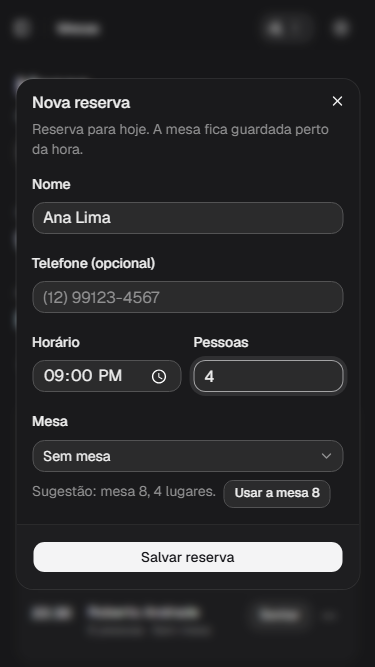 Nova reserva
Reserva para hoje. A mesa fica guardada perto
da hora.
Nome
Ana Lima
Telefone (opcional)
(12) 99123-4567
Horário
Pessoas
09:00 PM
4
Mesa
Sem mesa
Sugestão: mesa 8, 4 lugares.
Usar a mesa 8
Salvar reserva